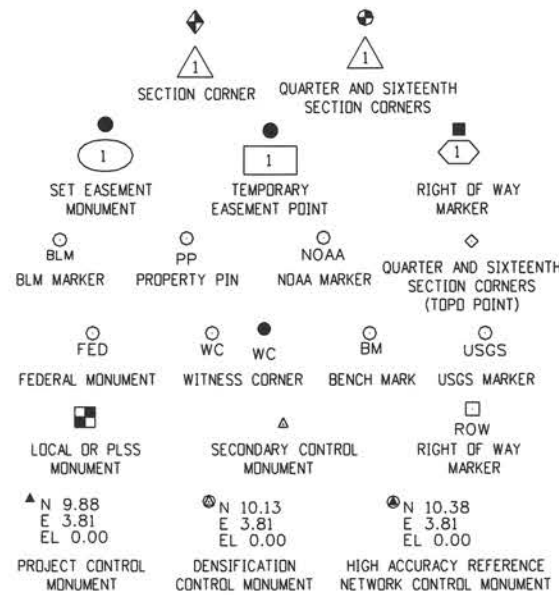 1
1
SECTION CORNER
QUARTER AND SIXTEENTH
SECTION CORNERS
1
1
1
SET EASEMENT
MONUMENT
TEMPORARY
EASEMENT POINT
RIGHT OF WAY
MARKER
BLM
PP
NOAA
BLM MARKER
PROPERTY PIN
NOAA MARKER
QUARTER AND SIXTEENTH
SECTION CORNERS
(TOPO POINT)
FED
WC
WC
BM
USGS
FEDERAL MONUMENT
WITNESS CORNER
BENCH MARK
USGS MARKER
ROW
LOCAL OR PLSS
MONUMENT
SECONDARY CONTROL
MONUMENT
RIGHT OF WAY
MARKER
N 9.88
E 3.81
EL 0.00
N 10.13
E 3.81
EL 0.00
N 10.38
E 3.81
EL 0.00
PROJECT CONTROL
MONUMENT
DENSIFICATION
CONTROL MONUMENT
HIGH ACCURACY REFERENCE
NETWORK CONTROL MONUMENT